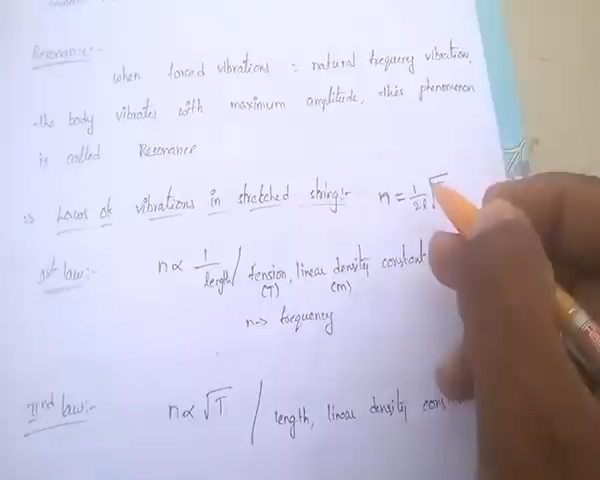 Resonance:-
when forced vibrations = natural frequency vibration,
the body vibrates with maximum amplitude, this phenomenon
is called Resonance
⇒ Laws of vibrations in stretched string:- n = 1/2l √
Ist law:- n ∝ 1/length / tension, linear density constant
(T) (m)
n → frequency
IInd law:- n ∝ √T / length, linear density